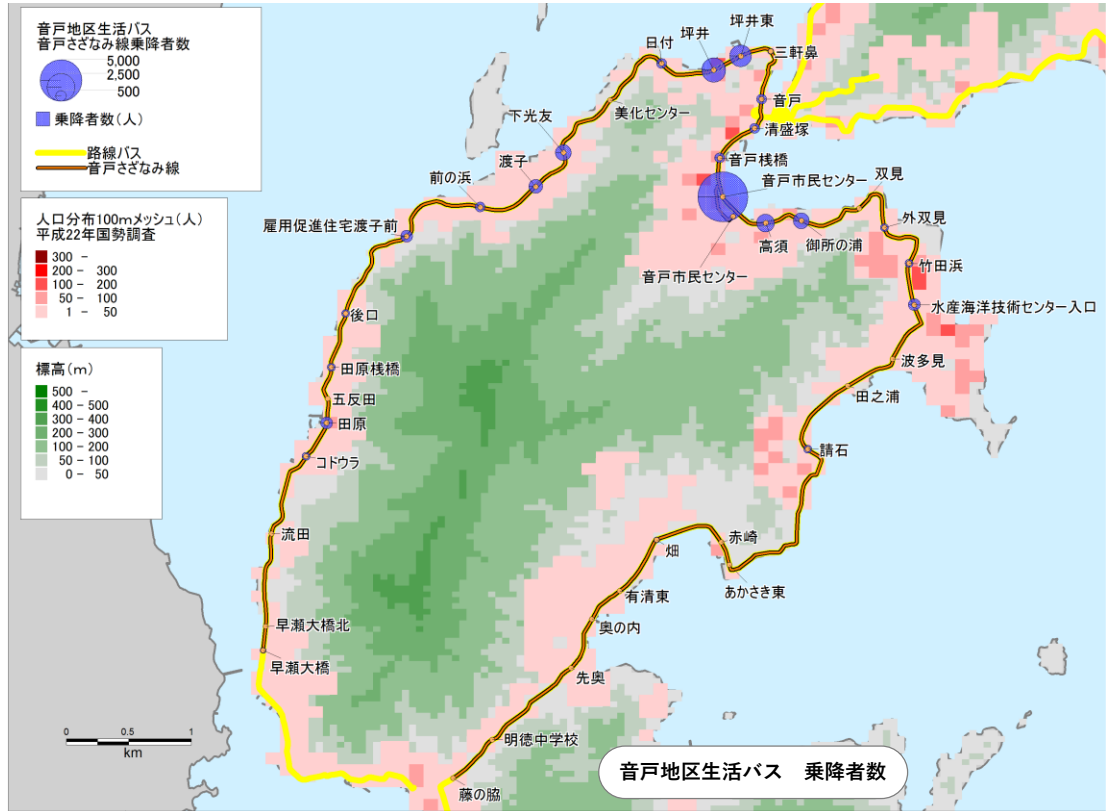 音戸地区生活バス
音戸さざなみ線乗降者数
5,000
2,500
500
乗降者数(人)
路線バス
音戸さざなみ線
人口分布100mメッシュ(人)
平成22年国勢調査
300 -
200 - 300
100 - 200
50 - 100
1 - 50
標高(m)
500 -
400 - 500
300 - 400
200 - 300
100 - 200
50 - 100
0 - 50
坪井東
坪井
三軒鼻
日付
音戸
美化センター
清盛塚
下光友
音戸桟橋
渡子
音戸市民センター
双見
前の浜
外双見
雇用促進住宅渡子前
高須
御所の浦
竹田浜
音戸市民センター
水産海洋技術センター入口
後口
波多見
田原桟橋
田之浦
五反田
田原
請石
コドウラ
流田
赤崎
畑
あかさき東
有清東
奥の内
早瀬大橋北
早瀬大橋
先奥
明徳中学校
藤の脇
0 0.5 1
km
音戸地区生活バス 乗降者数